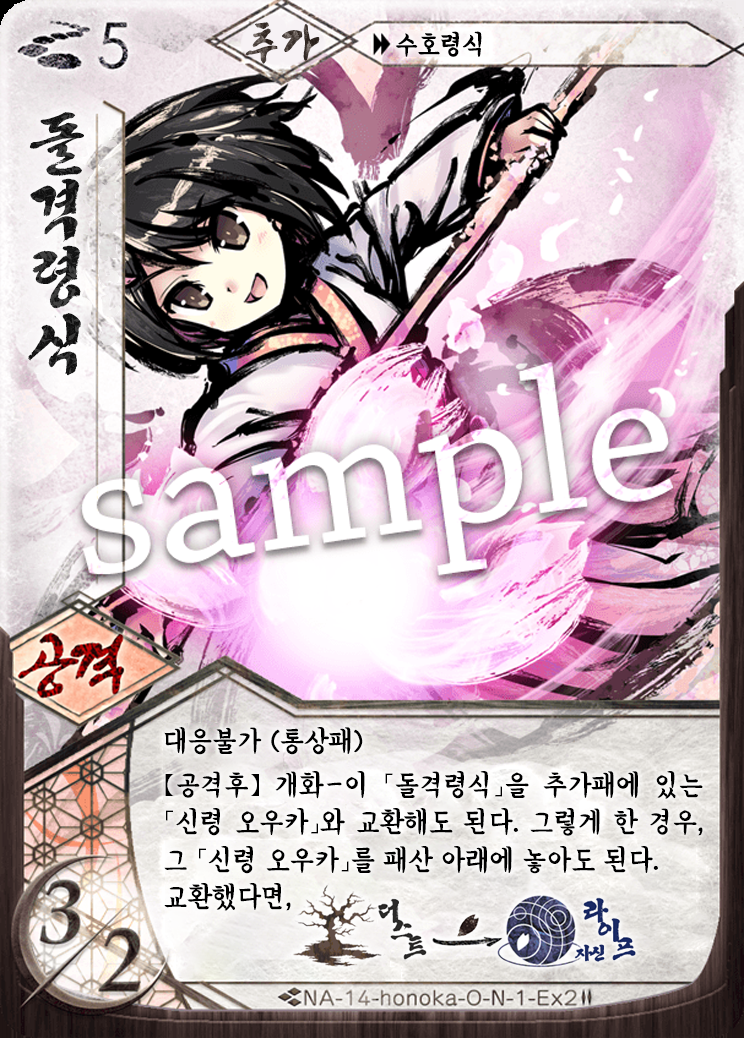 5
추가
수호령식
돌격령식
sample
공격
대응불가 (통상패)
【공격후】 개화-이 「돌격령식」을 추가패에 있는
「신령 오우카」와 교환해도 된다. 그렇게 한 경우,
그 「신령 오우카」를 패산 아래에 놓아도 된다.
교환했다면,
더스트
라이프
자신
3/2
NA-14-honoka-O-N-1-Ex2